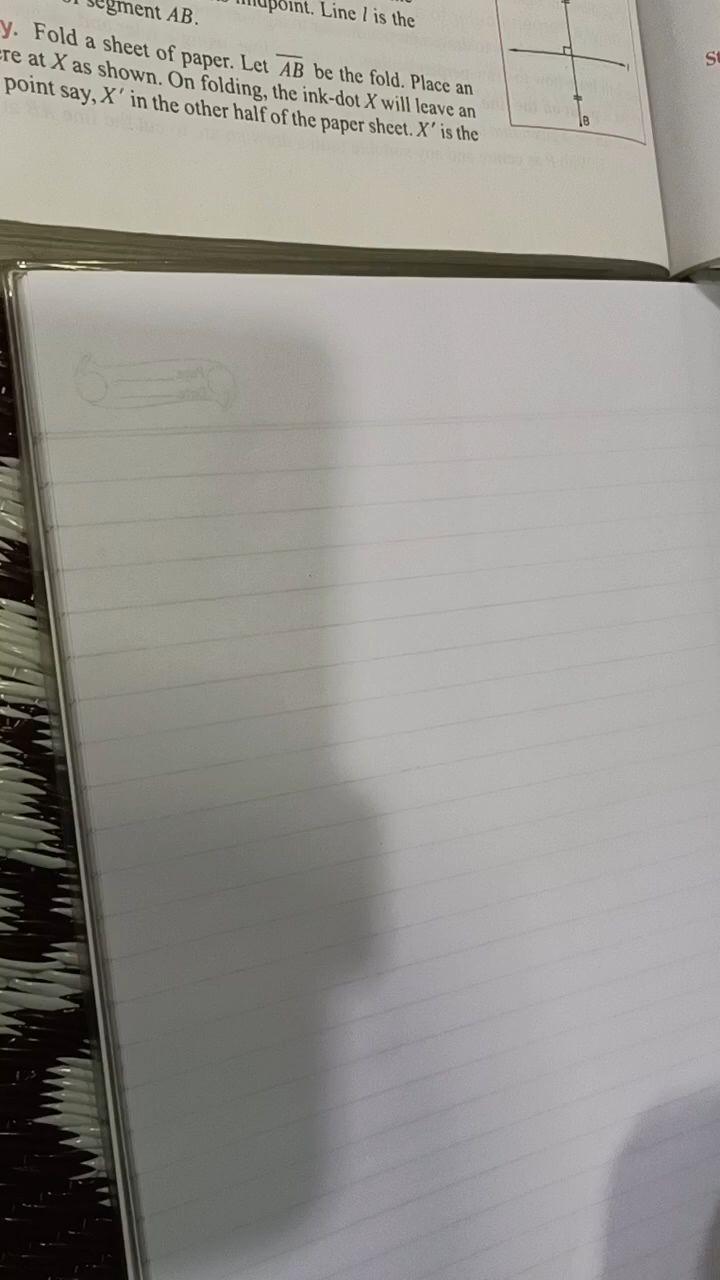 segment AB.
midpoint. Line l is the
y. Fold a sheet of paper. Let AB be the fold. Place an
re at X as shown. On folding, the ink-dot X will leave an
point say, X′ in the other half of the paper sheet. X′ is the
l
B